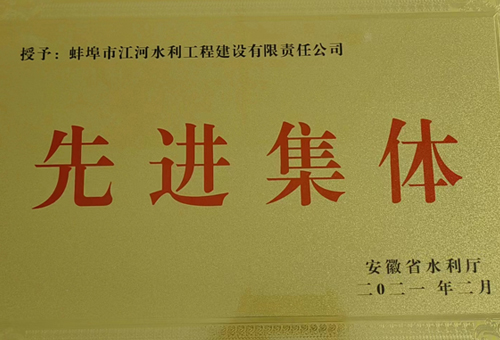 授予：蚌埠市江河水利工程建设有限责任公司
先进集体
安徽省水利厅
二〇二一年二月